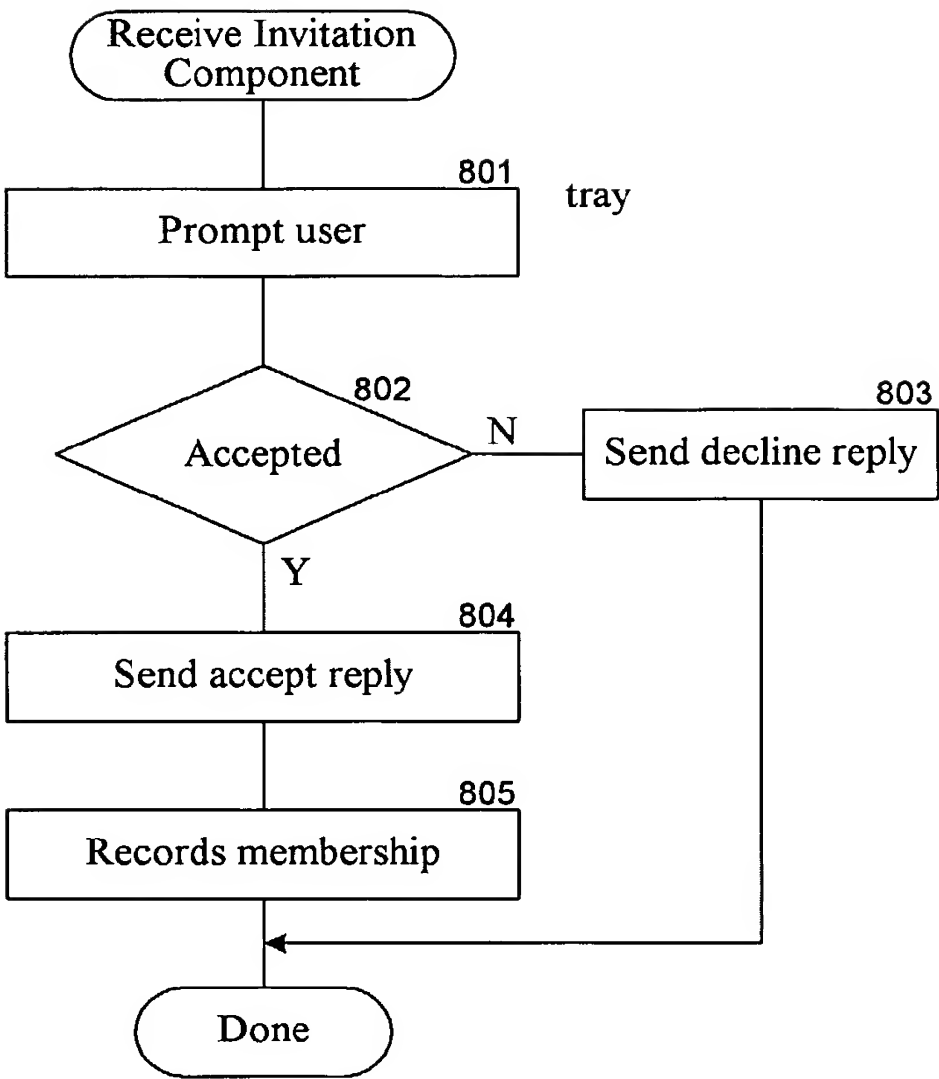 Receive Invitation
Component
801
tray
Prompt user
802
Accepted
N
803
Send decline reply
Y
804
Send accept reply
805
Records membership
Done